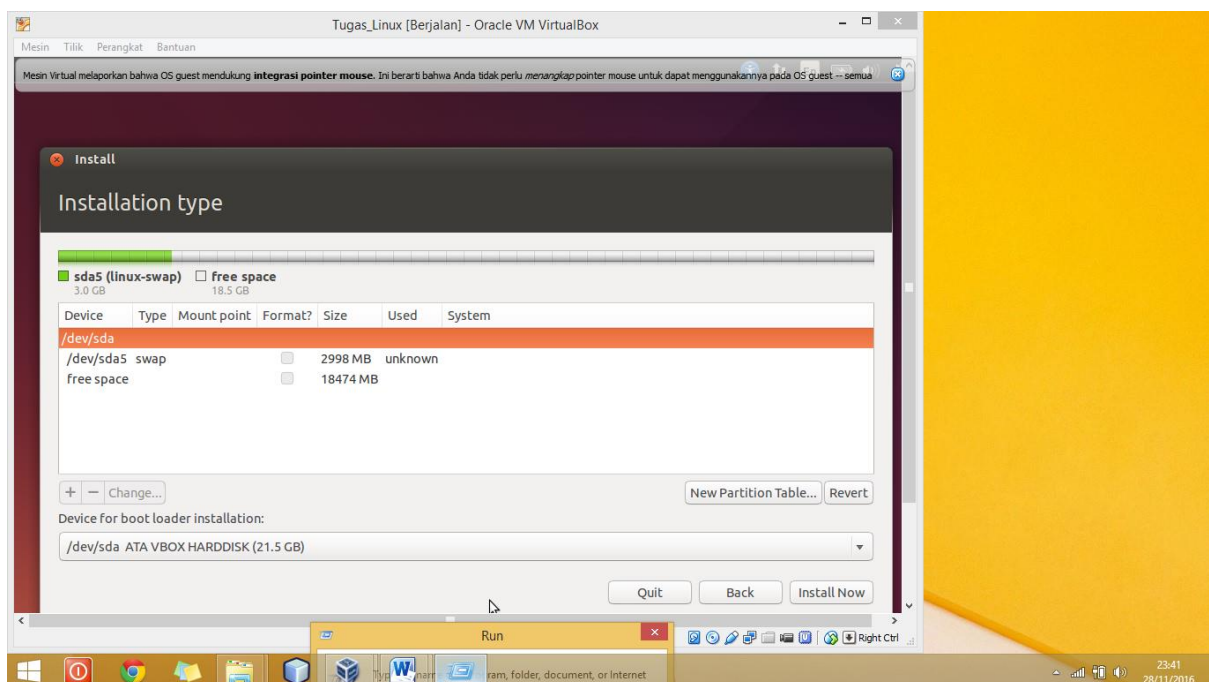 Tugas_Linux [Berjalan] - Oracle VM VirtualBox
Mesin Tilik Perangkat Bantuan
Mesin Virtual melaporkan bahwa OS guest mendukung integrasi pointer mouse. Ini berarti bahwa Anda tidak perlu menangkap pointer mouse untuk dapat menggunakannya pada OS guest -- semua
Install
Installation type
sda5 (linux-swap) free space
3.0 GB 18.5 GB
Device Type Mount point Format? Size Used System
/dev/sda
/dev/sda5 swap 2998 MB unknown
free space 18474 MB
+ - Change...
New Partition Table... Revert
Device for boot loader installation:
/dev/sda ATA VBOX HARDDISK (21.5 GB)
Quit Back Install Now
Right Ctrl
Run
ram, folder, document, or Internet
23:41
28/11/2016